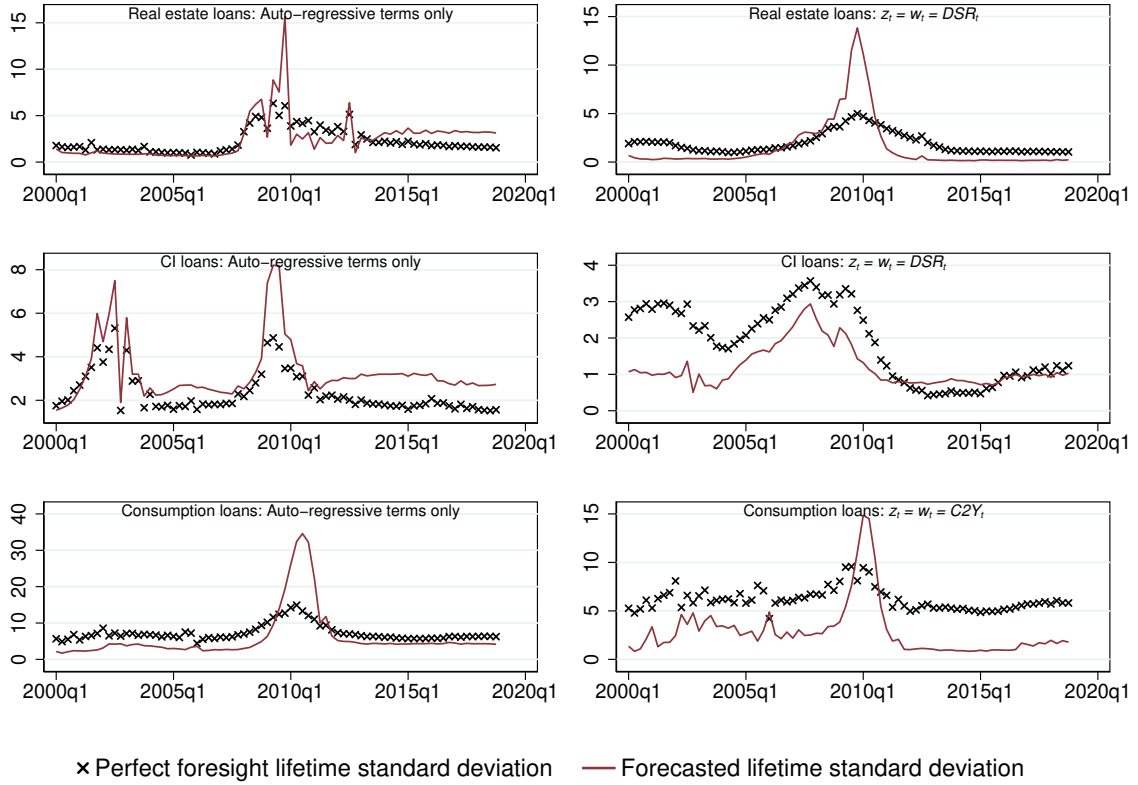 Real estate loans: Auto−regressive terms only
15
10
5
0
2000q1 2005q1 2010q1 2015q1 2020q1
Real estate loans: zt = wt = DSRt
15
10
5
0
2000q1 2005q1 2010q1 2015q1 2020q1
CI loans: Auto−regressive terms only
8
6
4
2
2000q1 2005q1 2010q1 2015q1 2020q1
CI loans: zt = wt = DSRt
4
3
2
1
0
2000q1 2005q1 2010q1 2015q1 2020q1
Consumption loans: Auto−regressive terms only
40
30
20
10
0
2000q1 2005q1 2010q1 2015q1 2020q1
Consumption loans: zt = wt = C2Yt
15
10
5
0
2000q1 2005q1 2010q1 2015q1 2020q1
Perfect foresight lifetime standard deviation Forecasted lifetime standard deviation